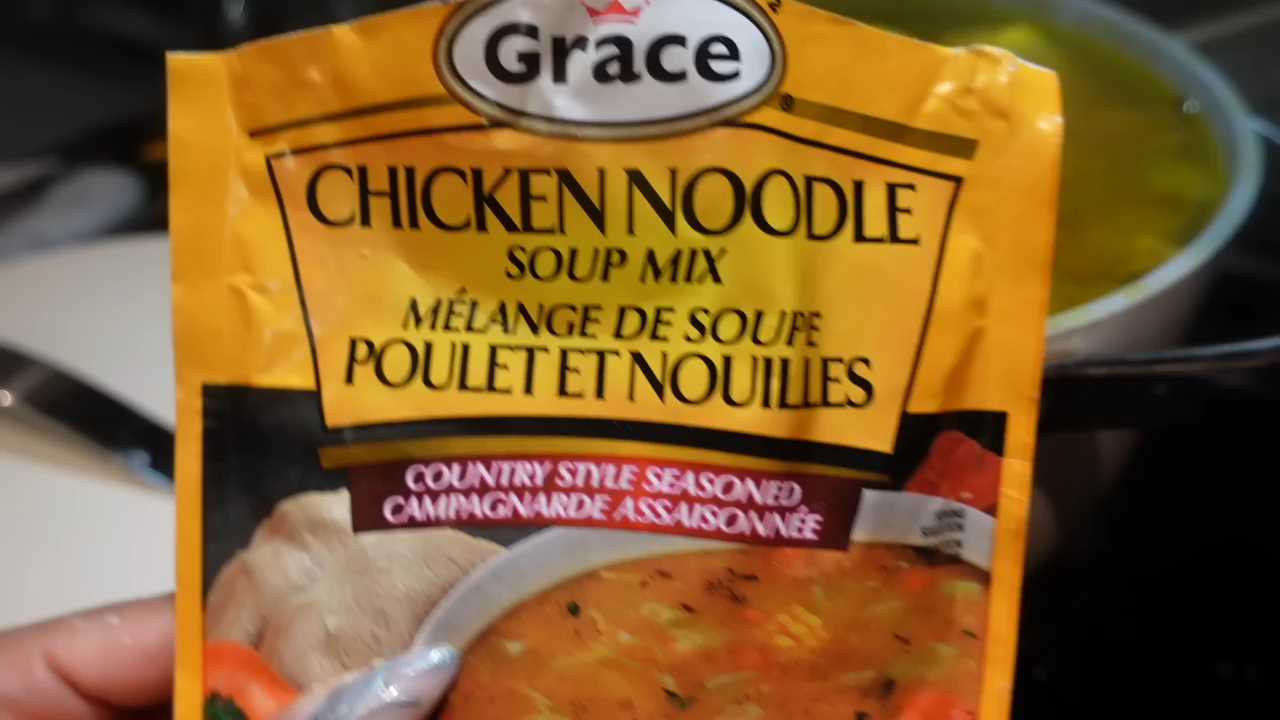 Grace
CHICKEN NOODLE
SOUP MIX
MÉLANGE DE SOUPE
POULET ET NOUILLES
COUNTRY STYLE SEASONED
CAMPAGNARDE ASSAISONNÉE